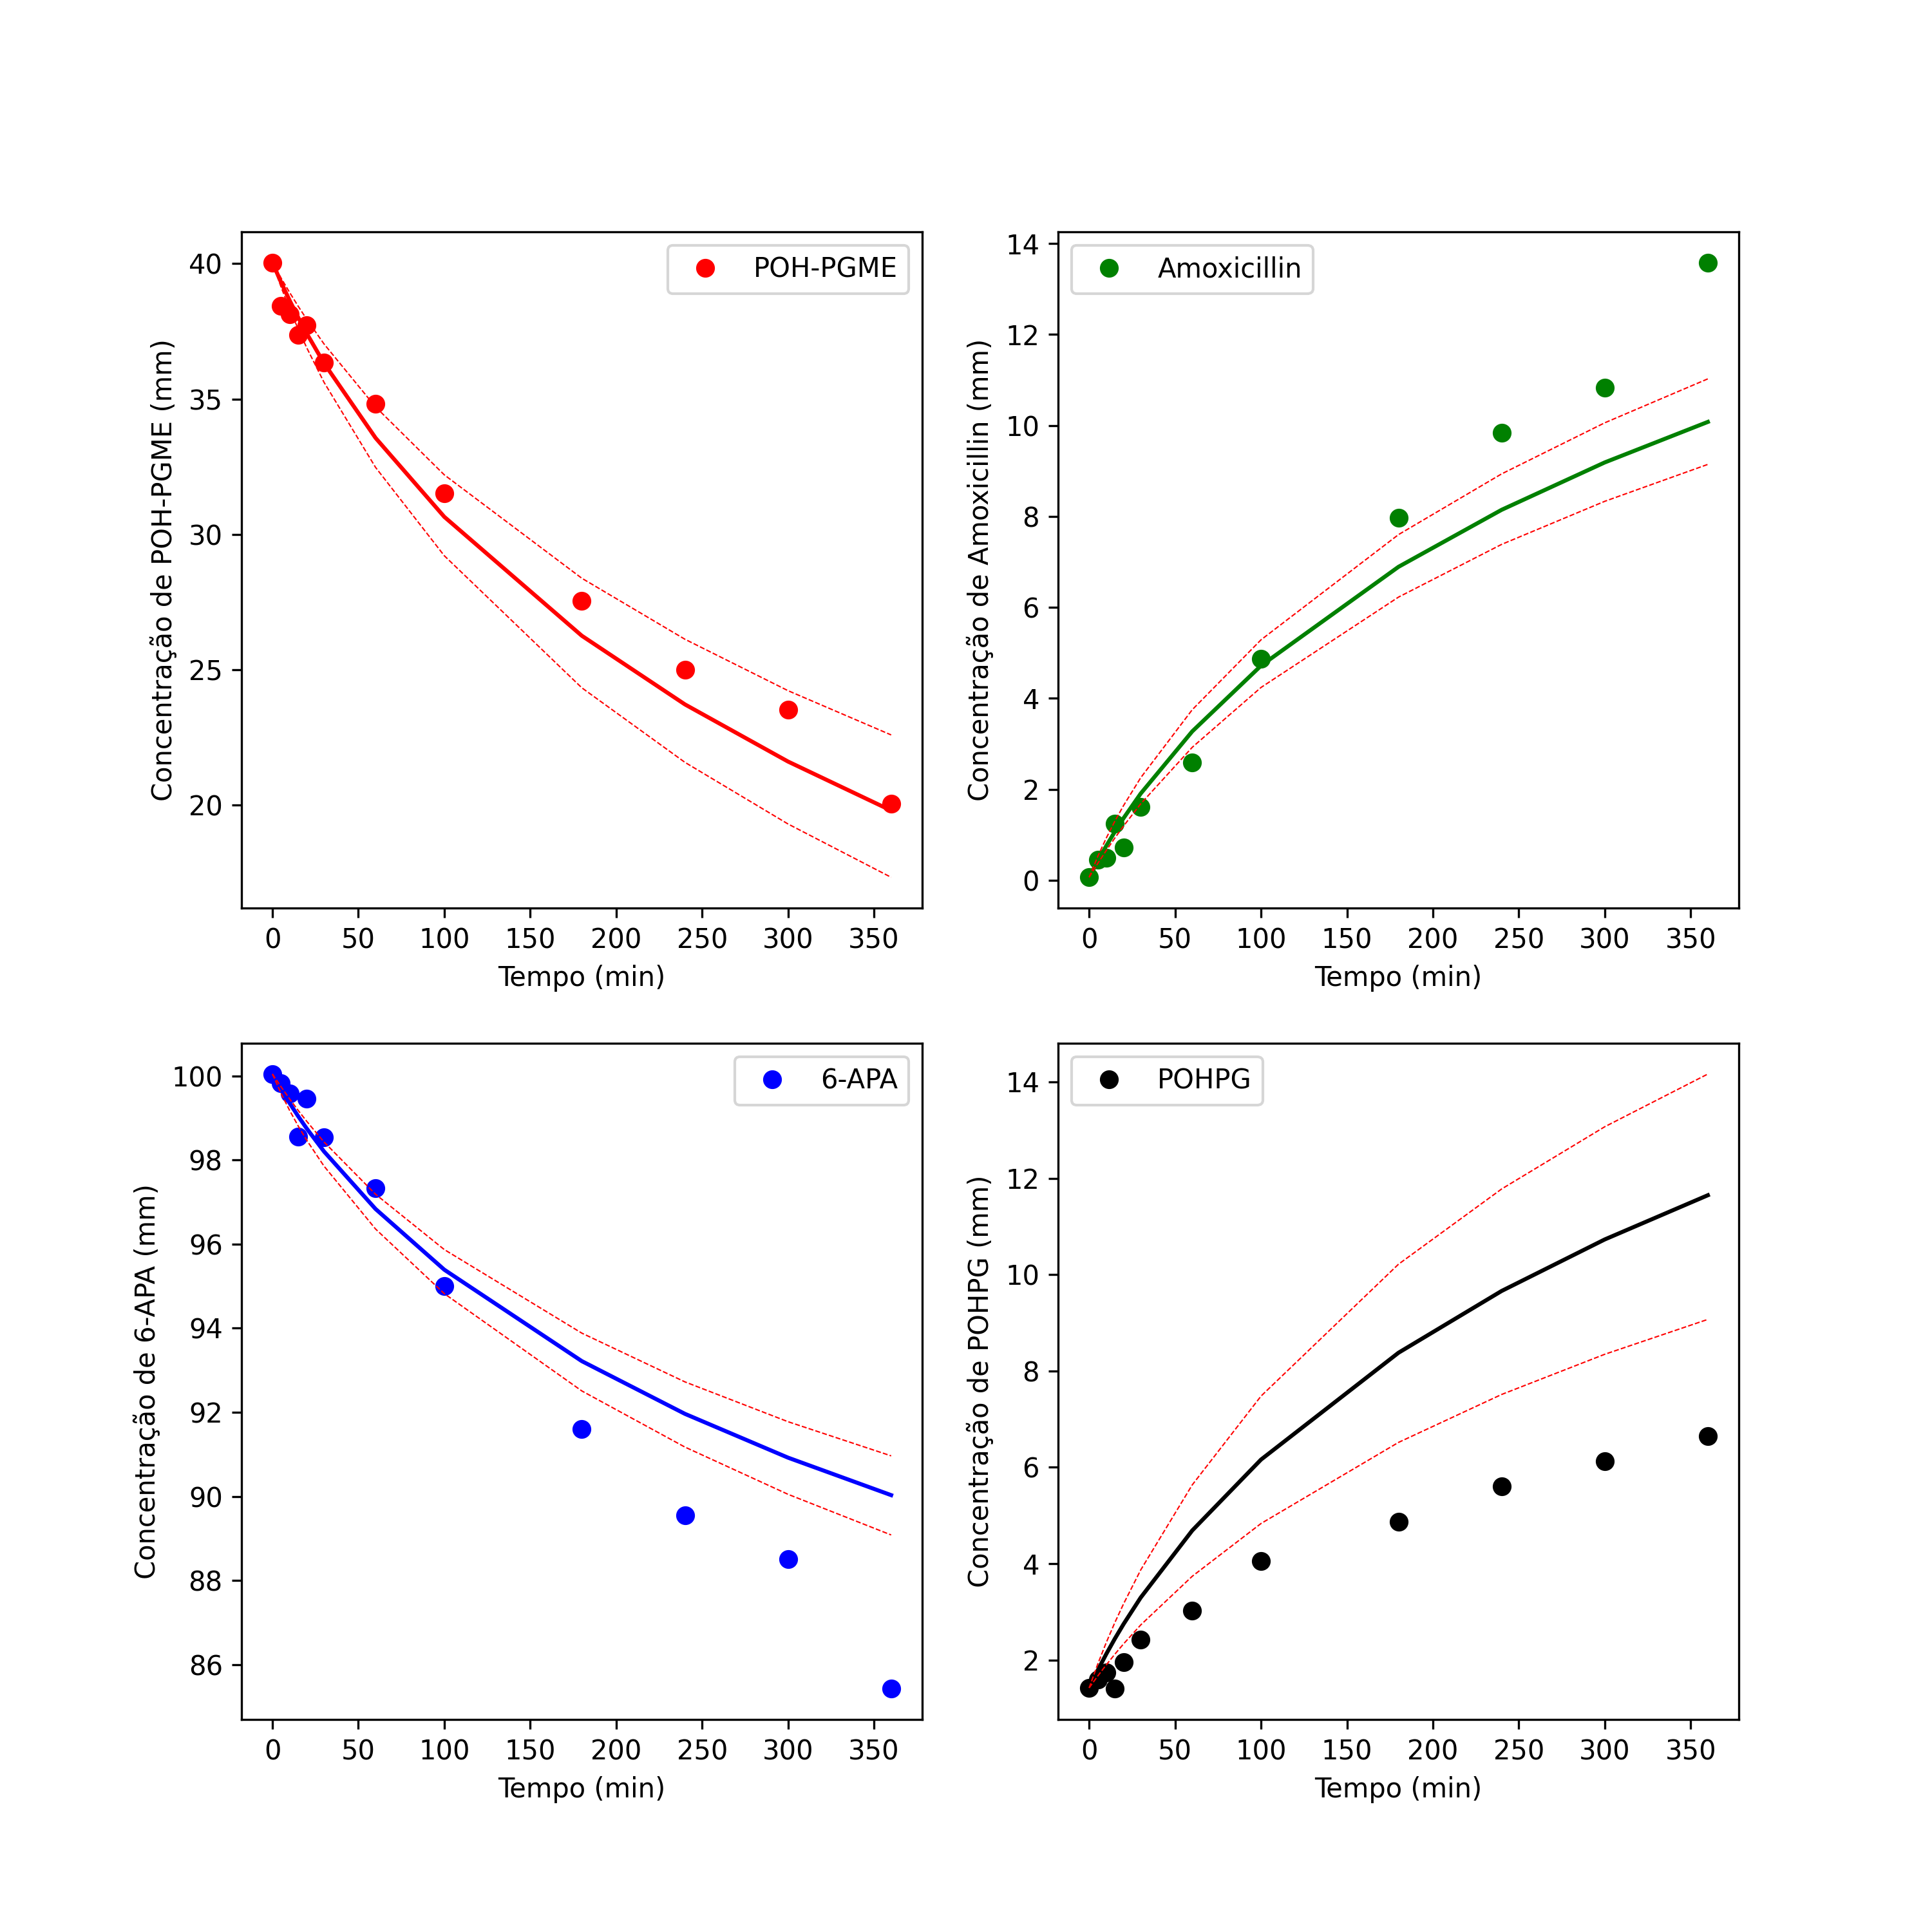 POH-PGME
Concentração de POH-PGME (mm)
40
35
30
25
20
0 50 100 150 200 250 300 350
Tempo (min)
Amoxicillin
Concentração de Amoxicillin (mm)
14
12
10
8
6
4
2
0
0 50 100 150 200 250 300 350
Tempo (min)
6-APA
Concentração de 6-APA (mm)
100
98
96
94
92
90
88
86
0 50 100 150 200 250 300 350
Tempo (min)
POHPG
Concentração de POHPG (mm)
14
12
10
8
6
4
2
0 50 100 150 200 250 300 350
Tempo (min)